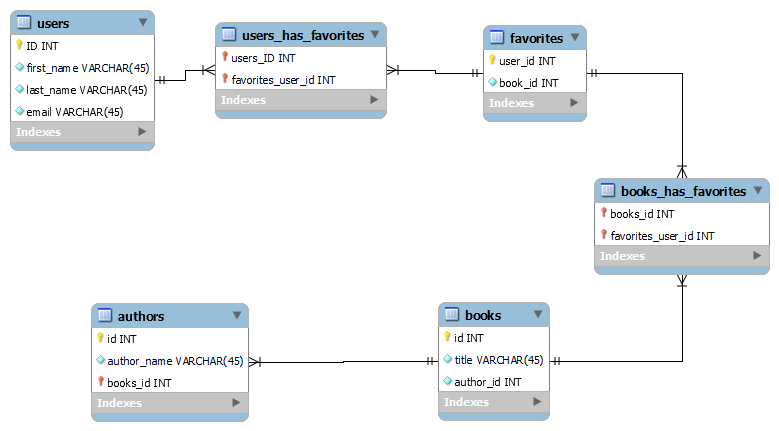 users
ID INT
first_name VARCHAR(45)
last_name VARCHAR(45)
email VARCHAR(45)
Indexes
users_has_favorites
users_ID INT
favorites_user_id INT
Indexes
favorites
user_id INT
book_id INT
Indexes
books_has_favorites
books_id INT
favorites_user_id INT
Indexes
authors
id INT
author_name VARCHAR(45)
books_id INT
Indexes
books
id INT
title VARCHAR(45)
author_id INT
Indexes